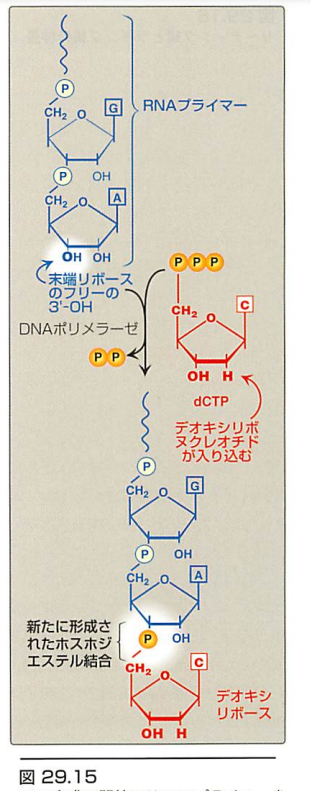 P
CH₂
O
G
RNAプライマー
OH
P
CH₂
O
A
OH OH
末端リボース
のフリーの
3'-OH
P P P
CH₂
O
C
DNAポリメラーゼ
P P
OH H
dCTP
デオキシリボ
ヌクレオチド
が入り込む
P
CH₂
O
G
P
OH
CH₂
O
A
新たに形成さ
れたホスホジ
エステル結合
P
OH
CH₂
O
C
デオキシ
リボース
OH H
図 29.15